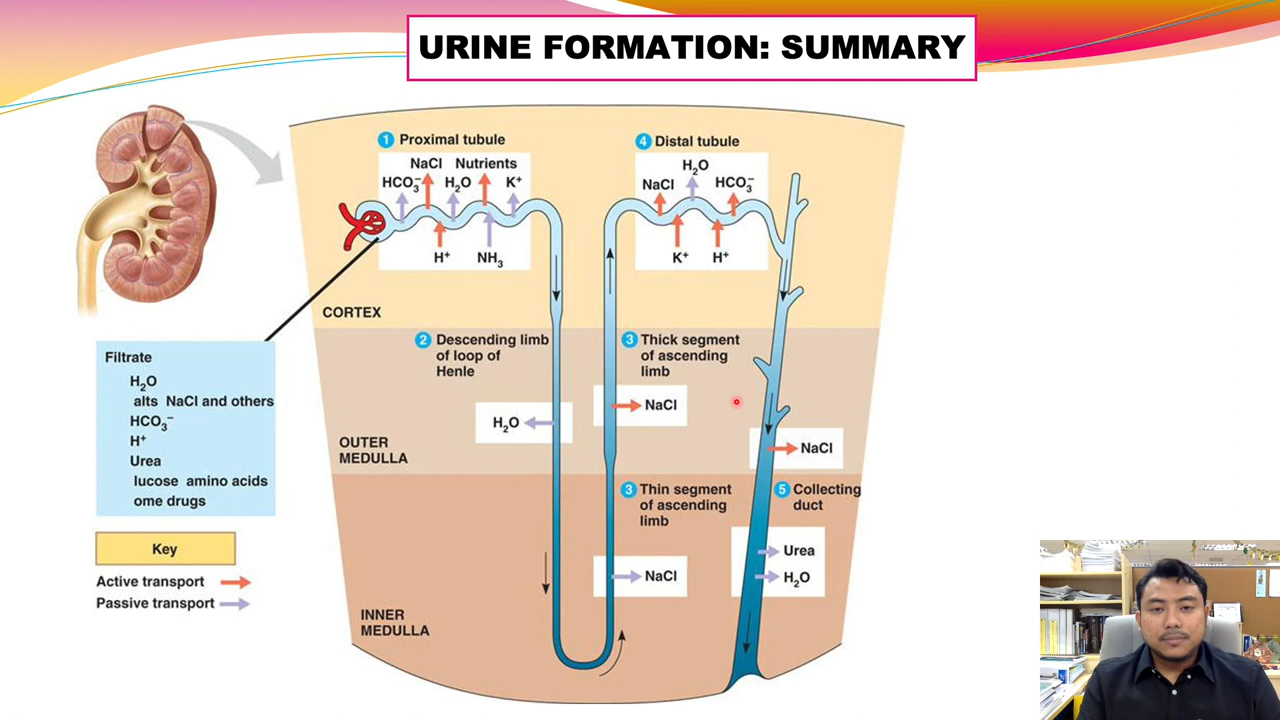 URINE FORMATION: SUMMARY
1 Proximal tubule
NaCl Nutrients
HCO₃⁻ H₂O K⁺
H⁺ NH₃
4 Distal tubule
H₂O
NaCl HCO₃⁻
K⁺ H⁺
CORTEX
2 Descending limb
of loop of
Henle
3 Thick segment
of ascending
limb
H₂O
NaCl
Filtrate
H₂O
alts NaCl and others
HCO₃⁻
H⁺
Urea
lucose amino acids
ome drugs
OUTER
MEDULLA
NaCl
3 Thin segment
of ascending
limb
5 Collecting
duct
NaCl
Urea
H₂O
Key
Active transport
Passive transport
INNER
MEDULLA